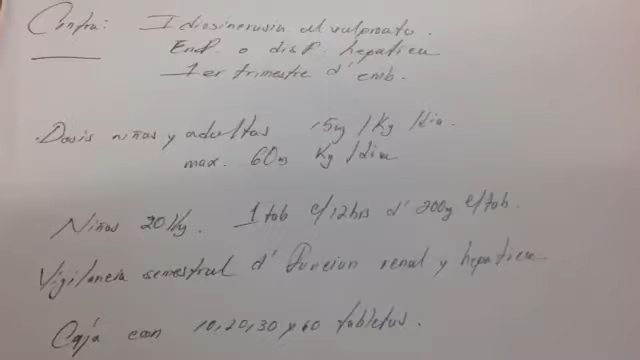 Contra: Idiosincrasia al valproato.
Enf. o disf. hepatica
1er trimestre d' emb.
Dosis niños y adultos 15mg/Kg/dia.
max. 60mg Kg/dia
Niños 20Kg. 1 tab c/12hrs d' 200mg c/tab.
Vigilancia semestral d' funcion renal y hepatica
Caja con 10,20,30 y 60 tabletas.